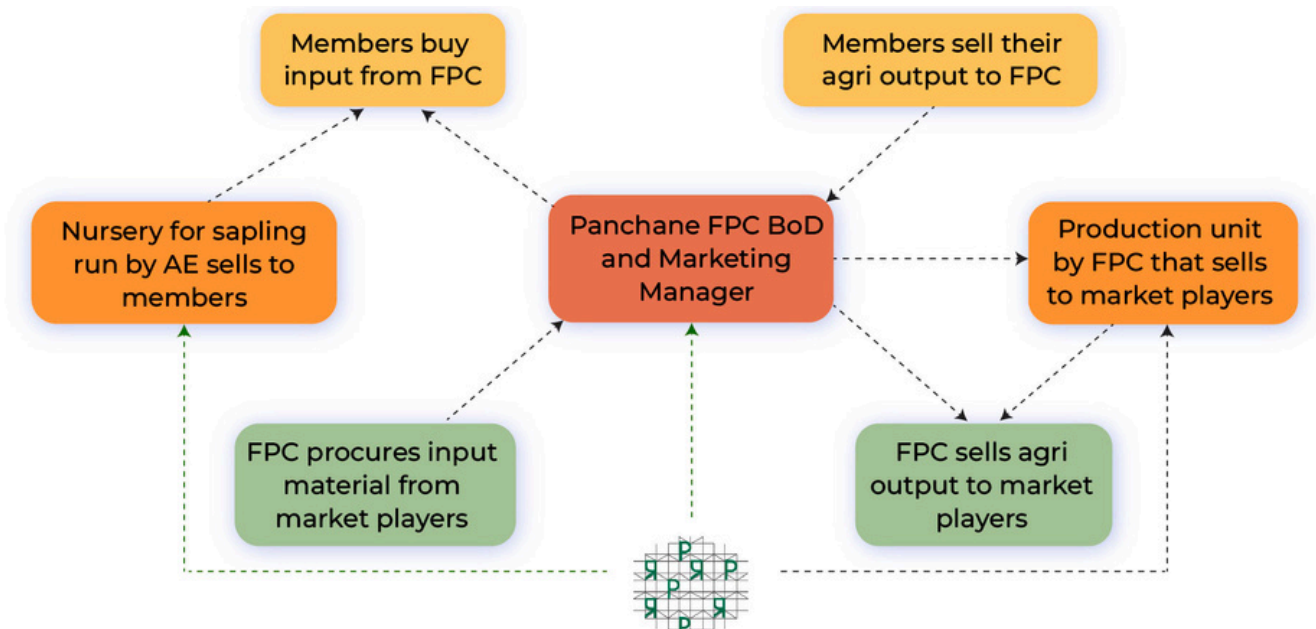 Members buy
input from FPC
Members sell their
agri output to FPC
Nursery for sapling
run by AE sells to
members
Panchane FPC BoD
and Marketing
Manager
Production unit
by FPC that sells
to market players
FPC procures input
material from
market players
FPC sells agri
output to market
players